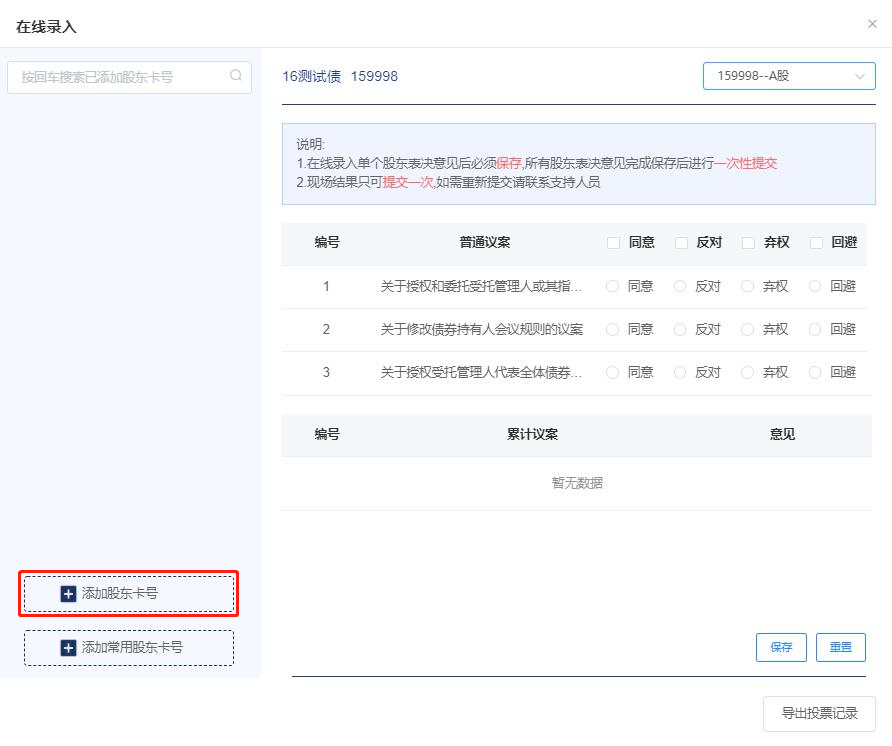 在线录入
按回车搜索已添加股东卡号
16测试债 159998
159998--A股
说明:
1.在线录入单个股东表决意见后必须保存,所有股东表决意见完成保存后进行一次性提交
2.现场结果只可提交一次,如需重新提交请联系支持人员
编号 普通议案 同意 反对 弃权 回避
1 关于授权和委托受托管理人或其指... 同意 反对 弃权 回避
2 关于修改债券持有人会议规则的议案 同意 反对 弃权 回避
3 关于授权受托管理人代表全体债券... 同意 反对 弃权 回避
编号 累计议案 意见
暂无数据
添加股东卡号
添加常用股东卡号
保存 重置
导出投票记录